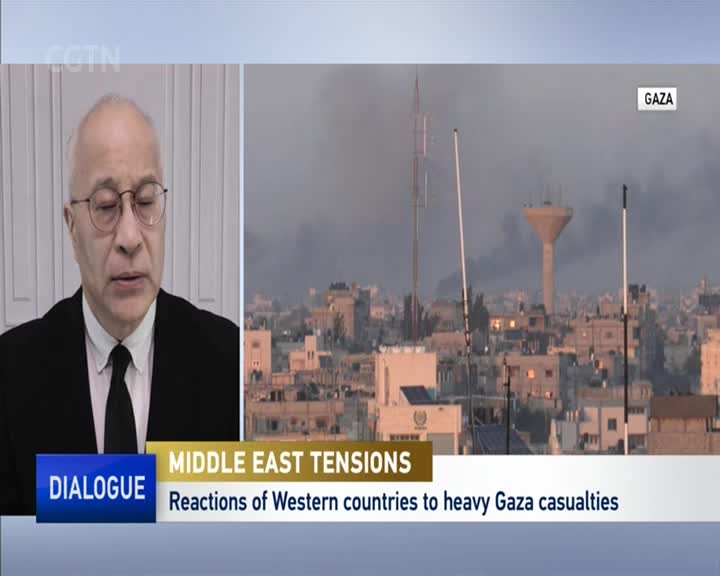 CGTN
GAZA
MIDDLE EAST TENSIONS
DIALOGUE
Reactions of Western countries to heavy Gaza casualties